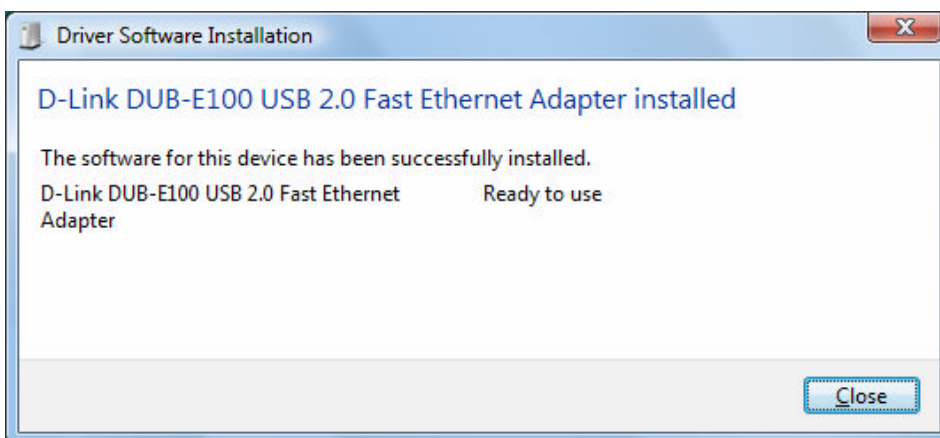 Driver Software Installation
D-Link DUB-E100 USB 2.0 Fast Ethernet Adapter installed
The software for this device has been successfully installed.
D-Link DUB-E100 USB 2.0 Fast Ethernet Ready to use
Adapter
Close